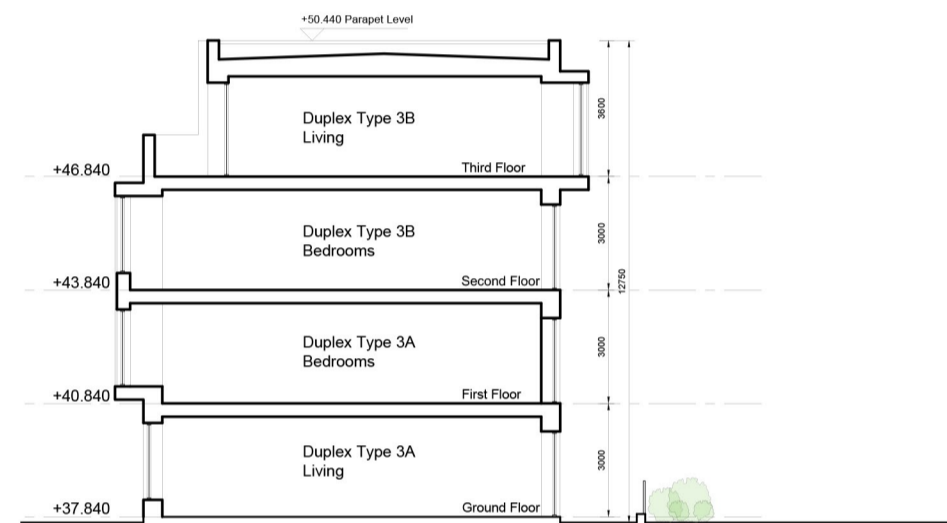 +50.440 Parapet Level
3600
Duplex Type 3B
Living
Third Floor
+46.840
Duplex Type 3B
Bedrooms
3000
Second Floor
+43.840
12750
Duplex Type 3A
Bedrooms
3000
First Floor
+40.840
Duplex Type 3A
Living
3000
Ground Floor
+37.840